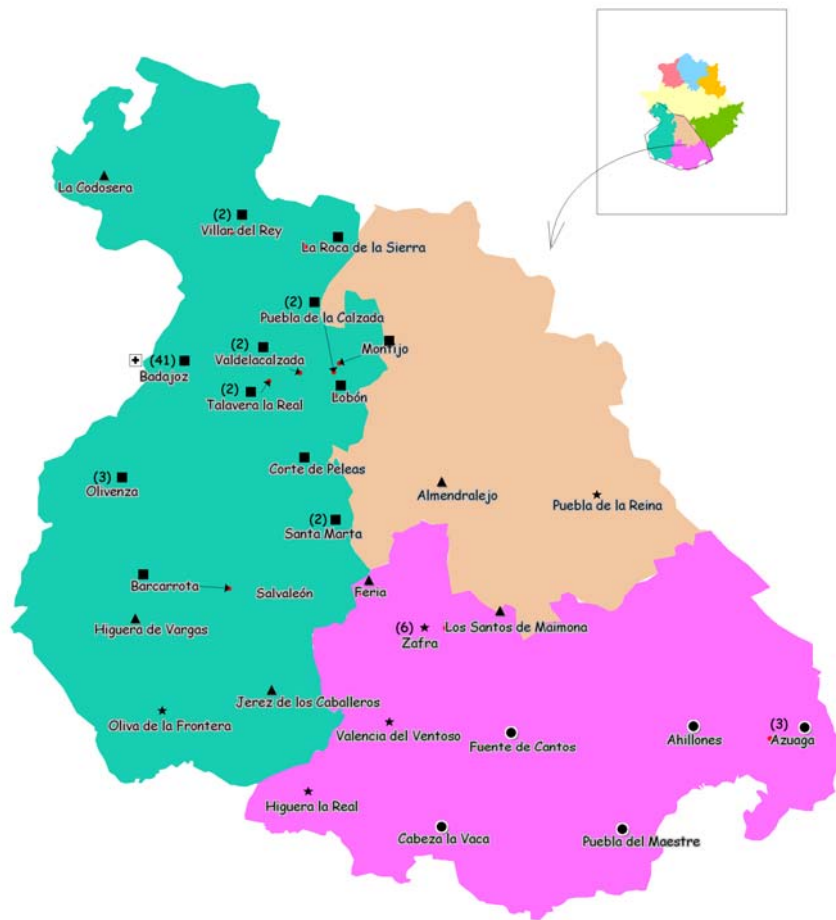 La Codosera
(2)
Villar del Rey
La Roca de la Sierra
(2)
Puebla de la Calzada
(2)
Valdelacalzada
Montijo
(41)
Badajoz
(2)
Talavera la Real
Lobón
Corte de Peleas
(3)
Olivenza
Almendralejo
Puebla de la Reina
(2)
Santa Marta
Barcarrota
Salvaleón
Feria
Higuera de Vargas
(6)
Zafra
Los Santos de Maimona
Jerez de los Caballeros
Oliva de la Frontera
Valencia del Ventoso
Fuente de Cantos
Ahillones
(3)
Azuaga
Higuera la Real
Cabeza la Vaca
Puebla del Maestre